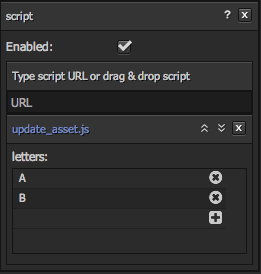 script ?
Enabled:
Type script URL or drag & drop script
URL
update_asset.js
letters:
A
B